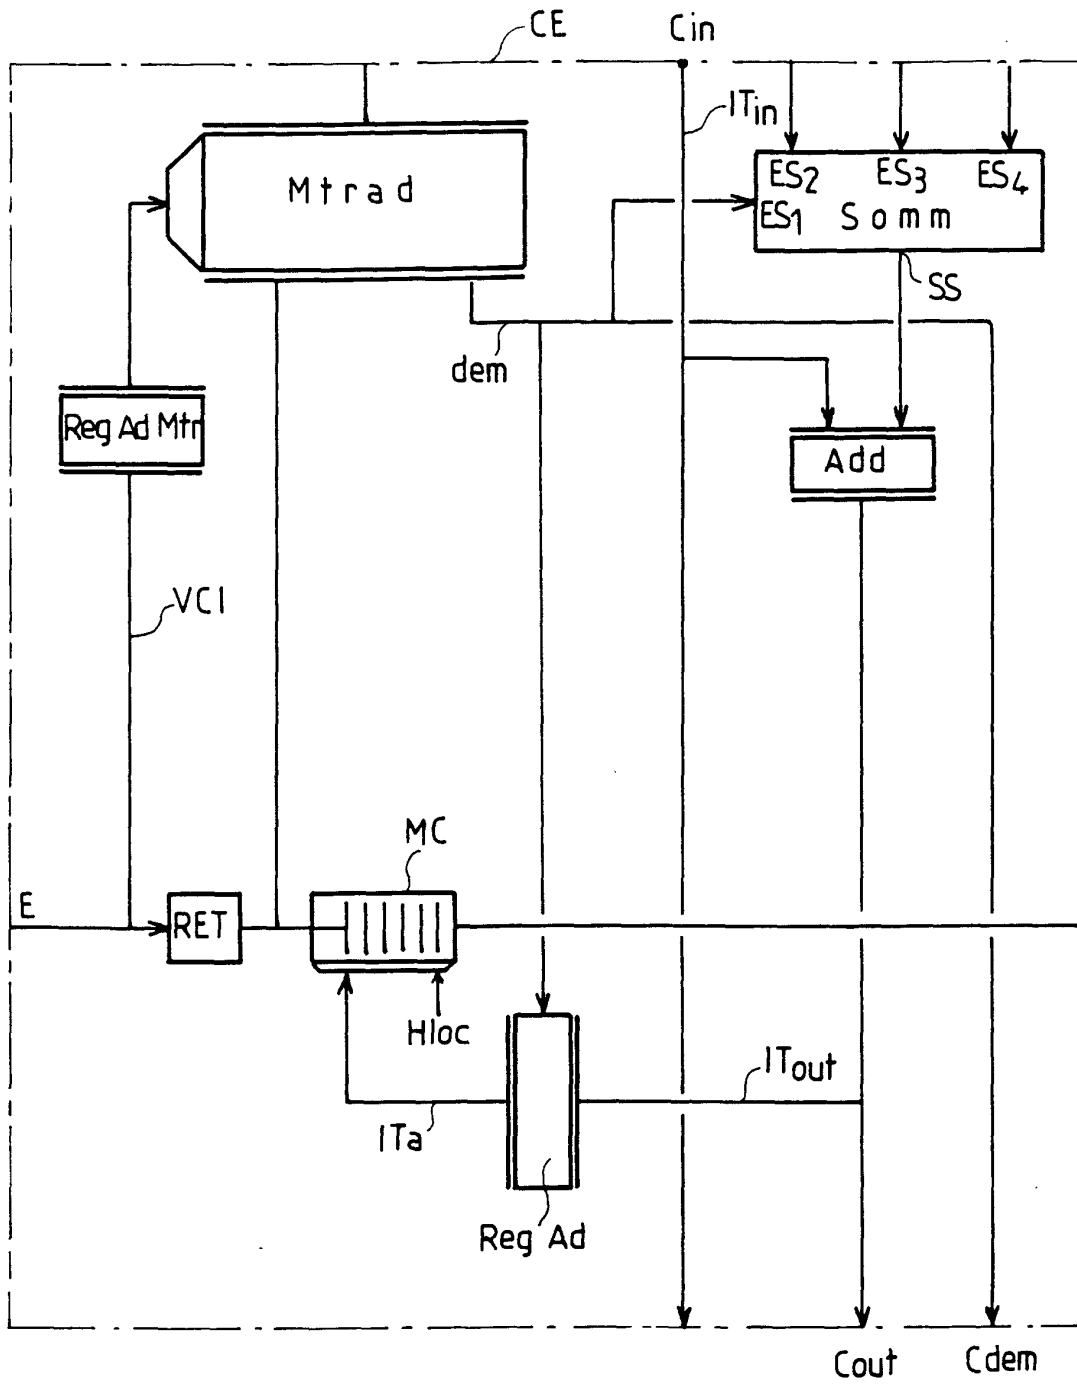 CE
Cin
ITin
Mtrad
ES2
ES3
ES4
ES1
Somm
SS
dem
Reg Ad Mtr
Add
VCI
MC
E
RET
Hloc
ITout
ITa
Reg Ad
Cout
Cdem